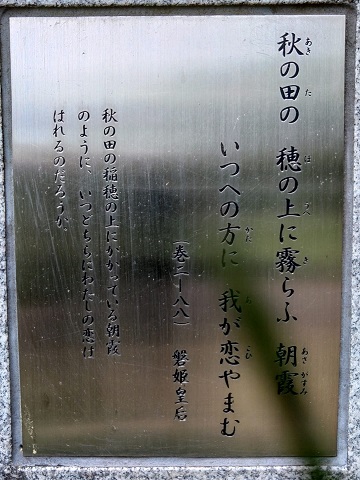 秋の田の 穂の上に霧らふ 朝霞
いつへの方に 我が恋やまむ
(巻二ー八八) 磐姫皇后
秋の田の稲穂の上にかかっている朝霞
のように、いつどちらにわたしの恋は
はれるのだろうか